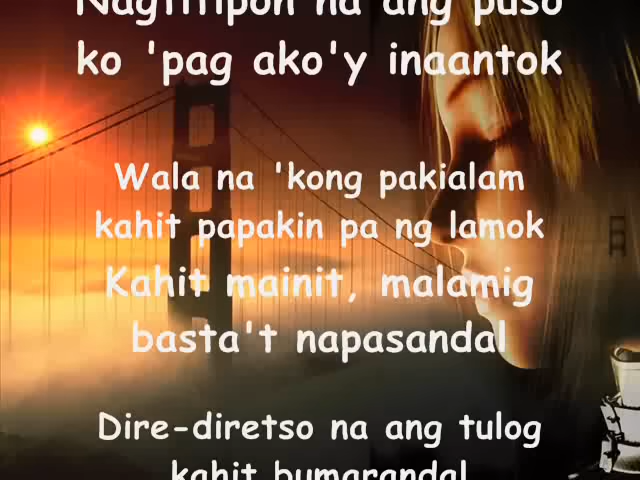 Nagtitipon na ang puso
ko 'pag ako'y inaantok
Wala na 'kong pakialam
kahit papakin pa ng lamok
Kahit mainit, malamig
basta't napasandal
Dire-diretso na ang tulog
kahit bumarandal